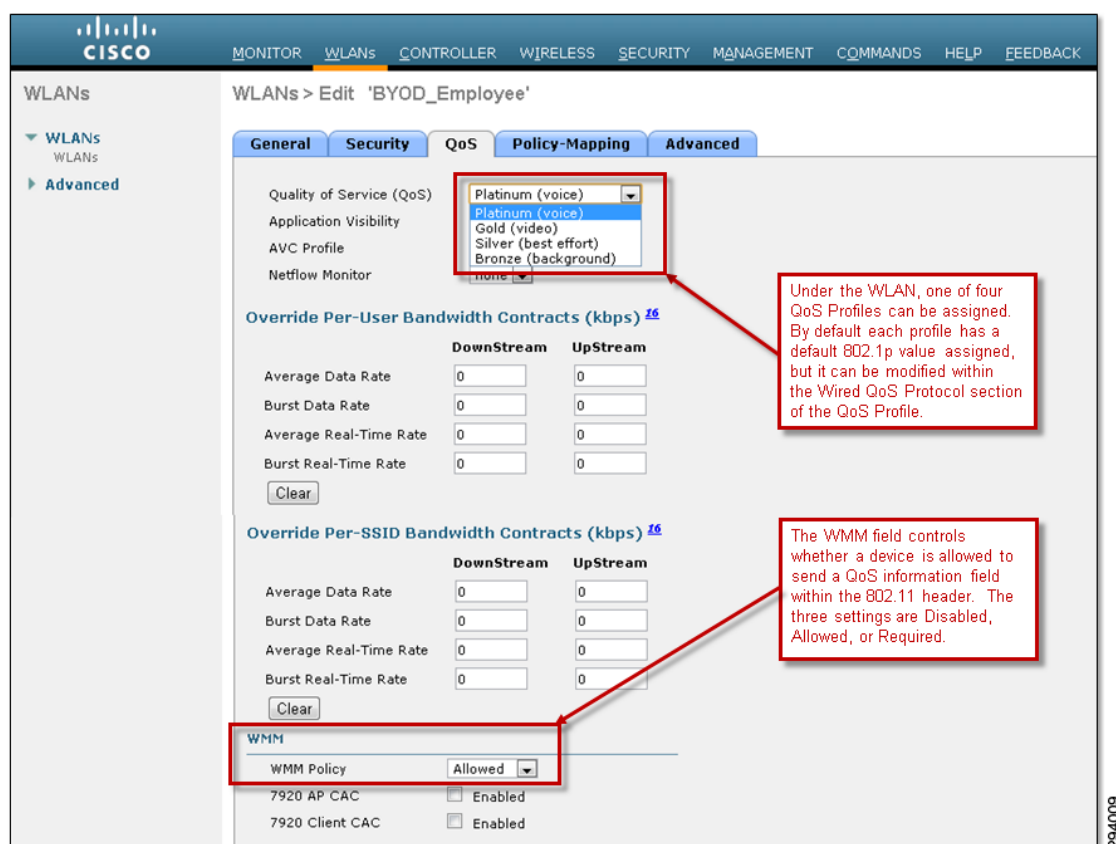 CISCO
MONITOR WLANs CONTROLLER WIRELESS SECURITY MANAGEMENT COMMANDS HELP FEEDBACK
WLANs
WLANs > Edit 'BYOD_Employee'
WLANs
WLANs
Advanced
General Security QoS Policy-Mapping Advanced
Quality of Service (QoS) Platinum (voice)
Platinum (voice)
Gold (video)
Silver (best effort)
Bronze (background)
Application Visibility
AVC Profile
Netflow Monitor none
Under the WLAN, one of four
QoS Profiles can be assigned.
By default each profile has a
default 802.1p value assigned,
but it can be modified within
the Wired QoS Protocol section
of the QoS Profile.
Override Per-User Bandwidth Contracts (kbps) 16
DownStream UpStream
Average Data Rate 0 0
Burst Data Rate 0 0
Average Real-Time Rate 0 0
Burst Real-Time Rate 0 0
Clear
Override Per-SSID Bandwidth Contracts (kbps) 16
DownStream UpStream
Average Data Rate 0 0
Burst Data Rate 0 0
Average Real-Time Rate 0 0
Burst Real-Time Rate 0 0
Clear
The WMM field controls
whether a device is allowed to
send a QoS information field
within the 802.11 header. The
three settings are Disabled,
Allowed, or Required.
WMM
WMM Policy Allowed
7920 AP CAC Enabled
7920 Client CAC Enabled